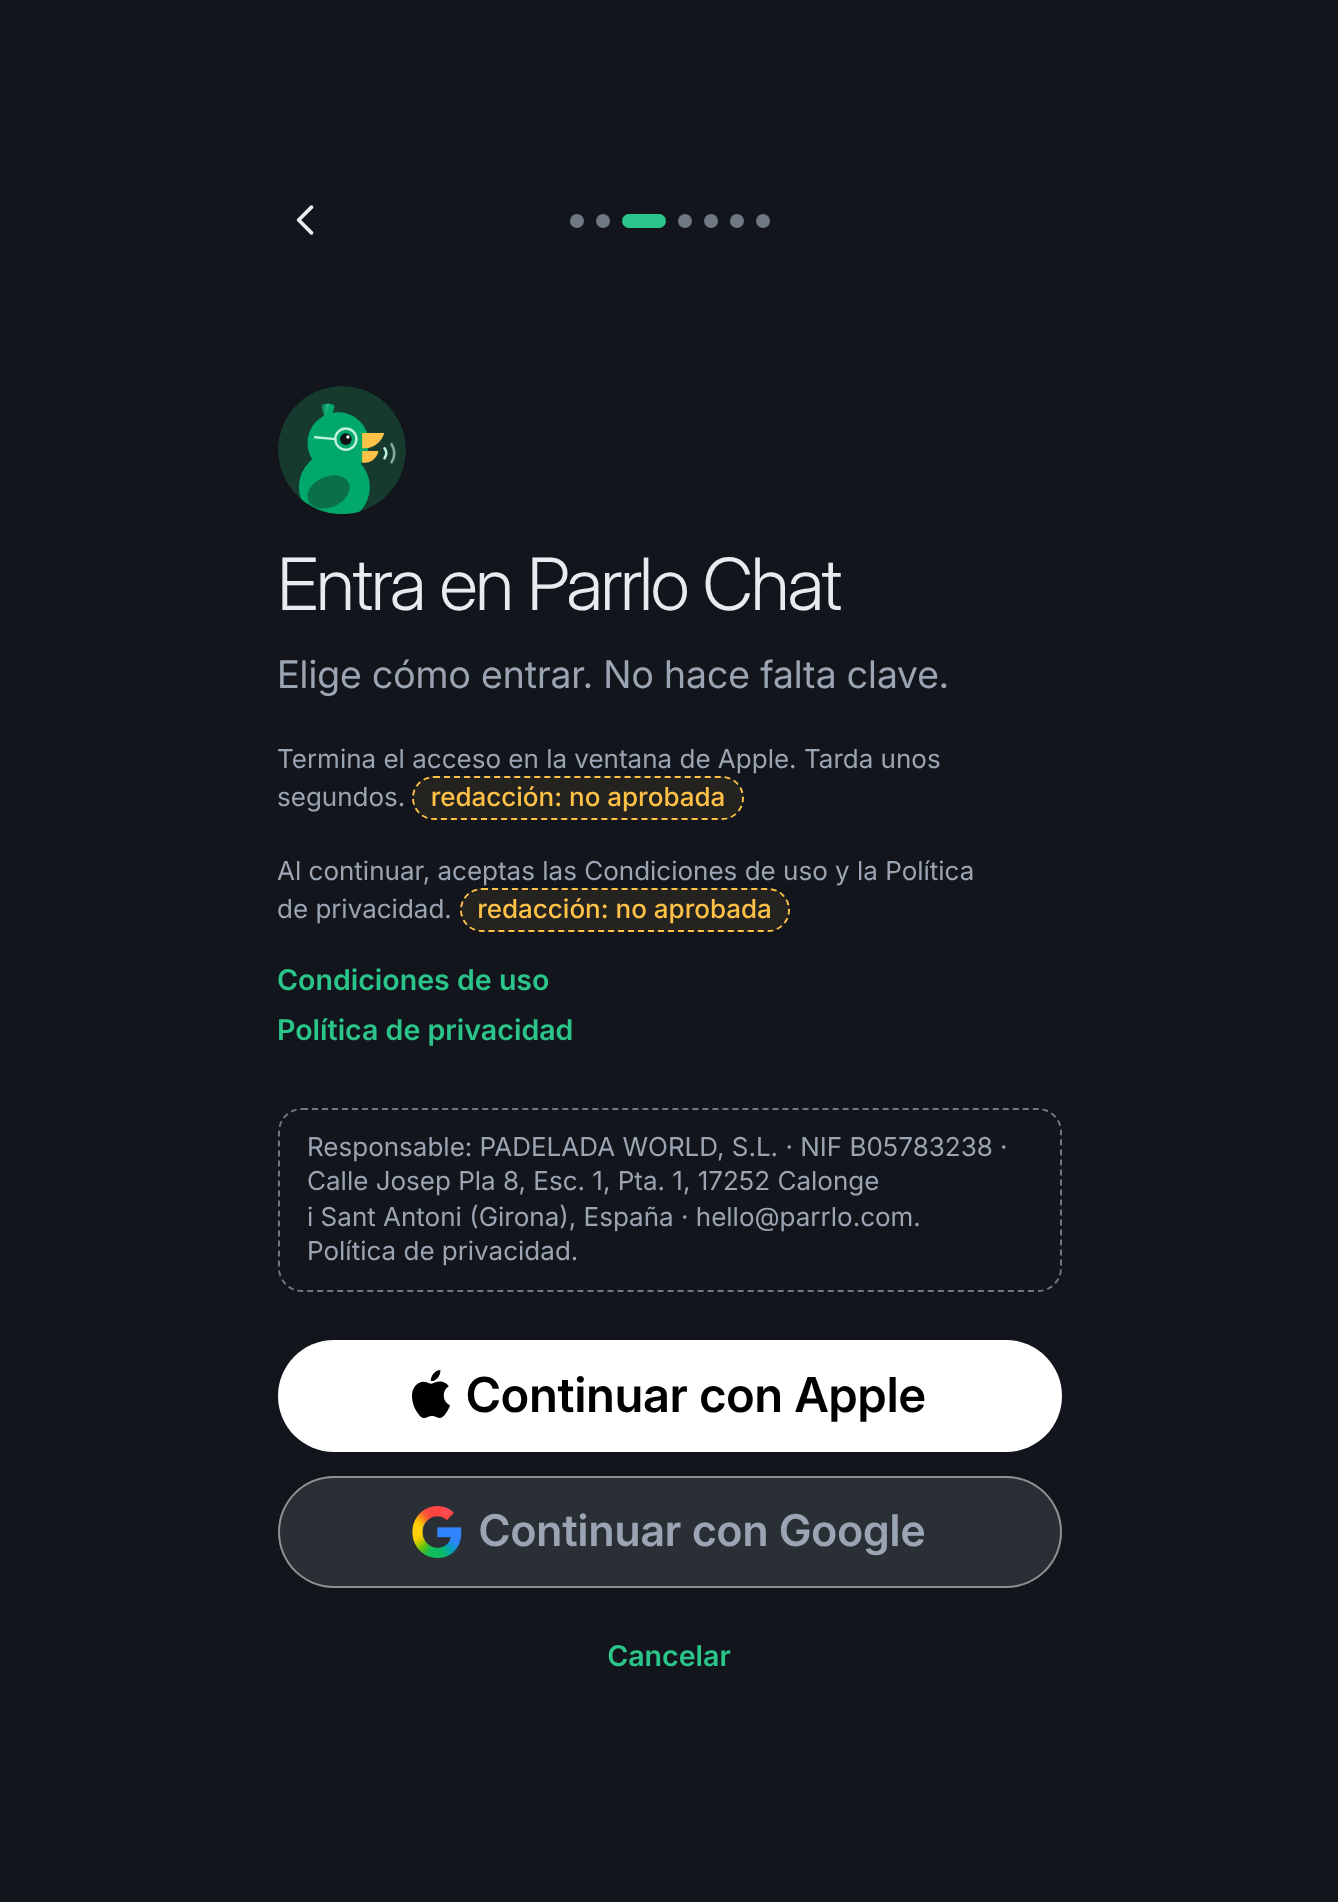 Entra en Parrlo Chat
Elige cómo entrar. No hace falta clave.
Termina el acceso en la ventana de Apple. Tarda unos
segundos. redacción: no aprobada
Al continuar, aceptas las Condiciones de uso y la Política
de privacidad. redacción: no aprobada
Condiciones de uso
Política de privacidad
Responsable: PADELADA WORLD, S.L. · NIF B05783238 ·
Calle Josep Pla 8, Esc. 1, Pta. 1, 17252 Calonge
i Sant Antoni (Girona), España · hello@parrlo.com.
Política de privacidad.
Continuar con Apple
Continuar con Google
Cancelar